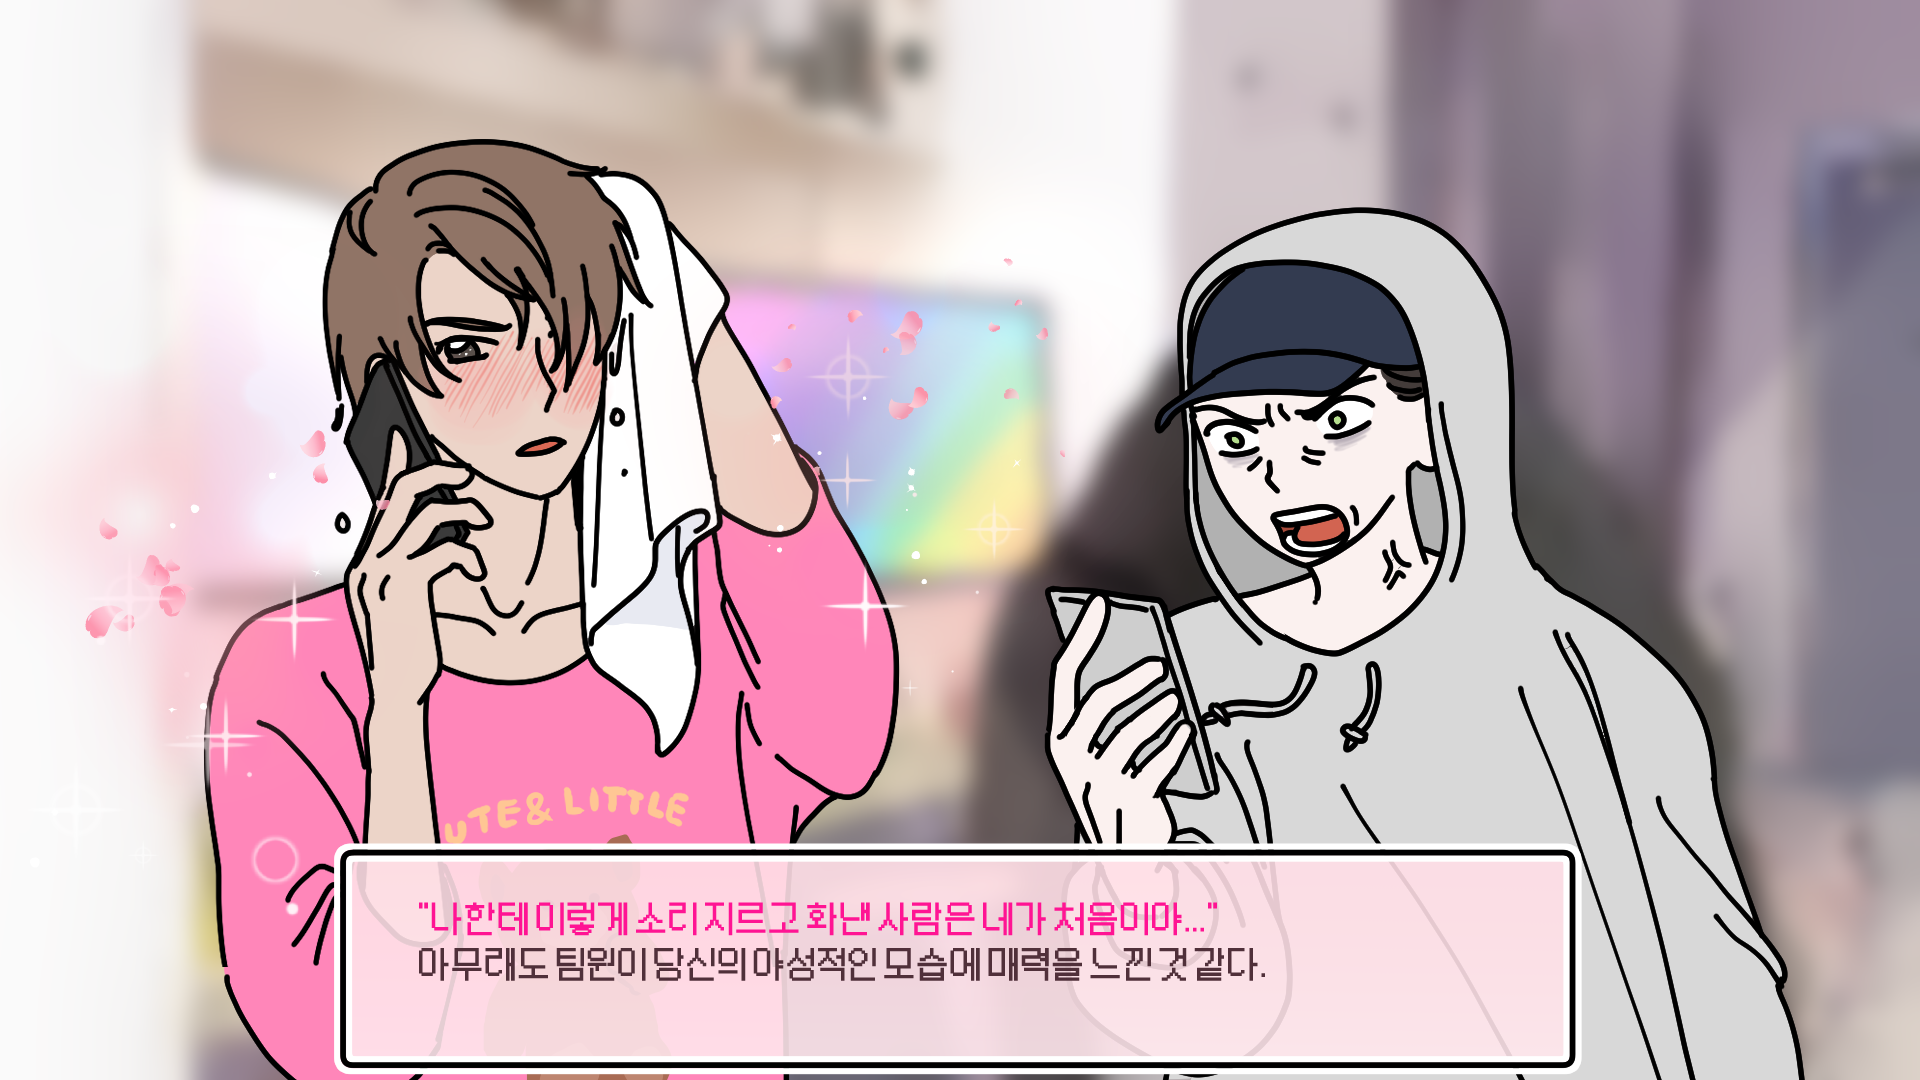 UTE & LITTLE
"나한테 이렇게 소리 지르고 화낸 사람은 네가 처음이야..."
아무래도 팀원이 당신의 야성적인 모습에 매력을 느낀 것 같다.